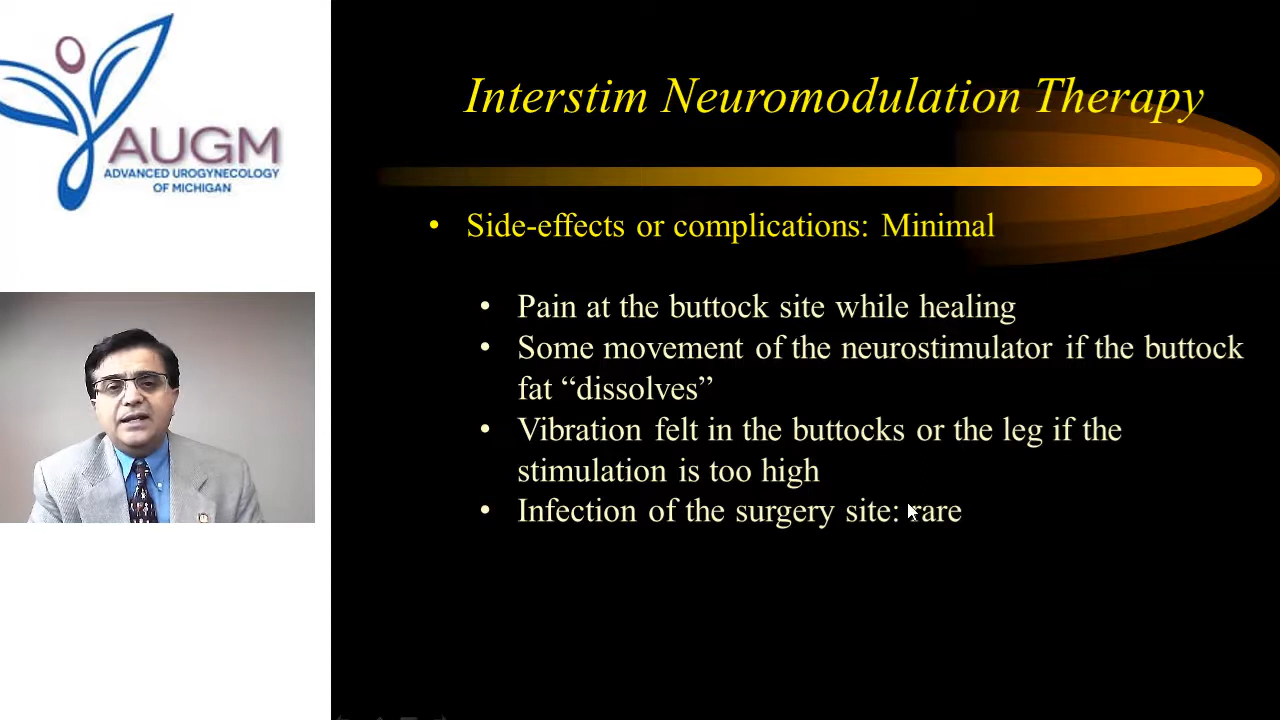 AUGM
ADVANCED UROGYNECOLOGY
OF MICHIGAN
Interstim Neuromodulation Therapy
• Side-effects or complications: Minimal
• Pain at the buttock site while healing
• Some movement of the neurostimulator if the buttock
fat “dissolves”
• Vibration felt in the buttocks or the leg if the
stimulation is too high
• Infection of the surgery site: rare